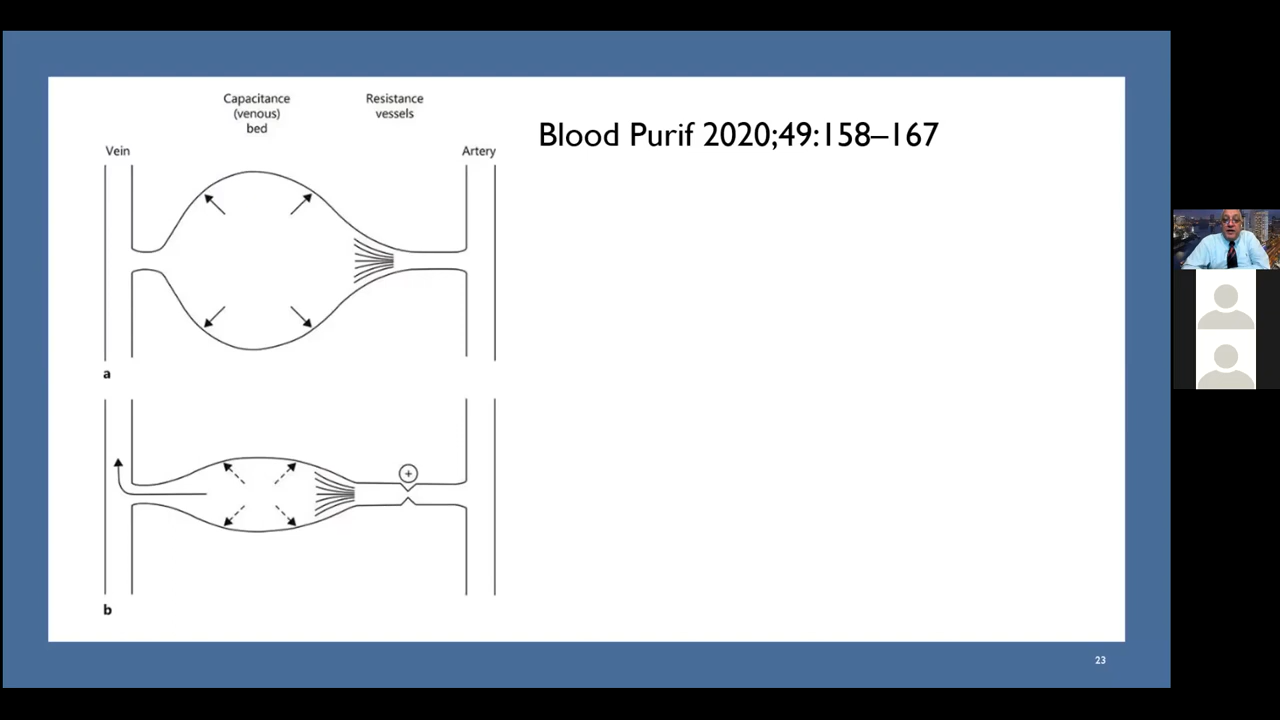 Capacitance
(venous)
bed
Resistance
vessels
Vein
Artery
Blood Purif 2020;49:158–167
a
+
b
23